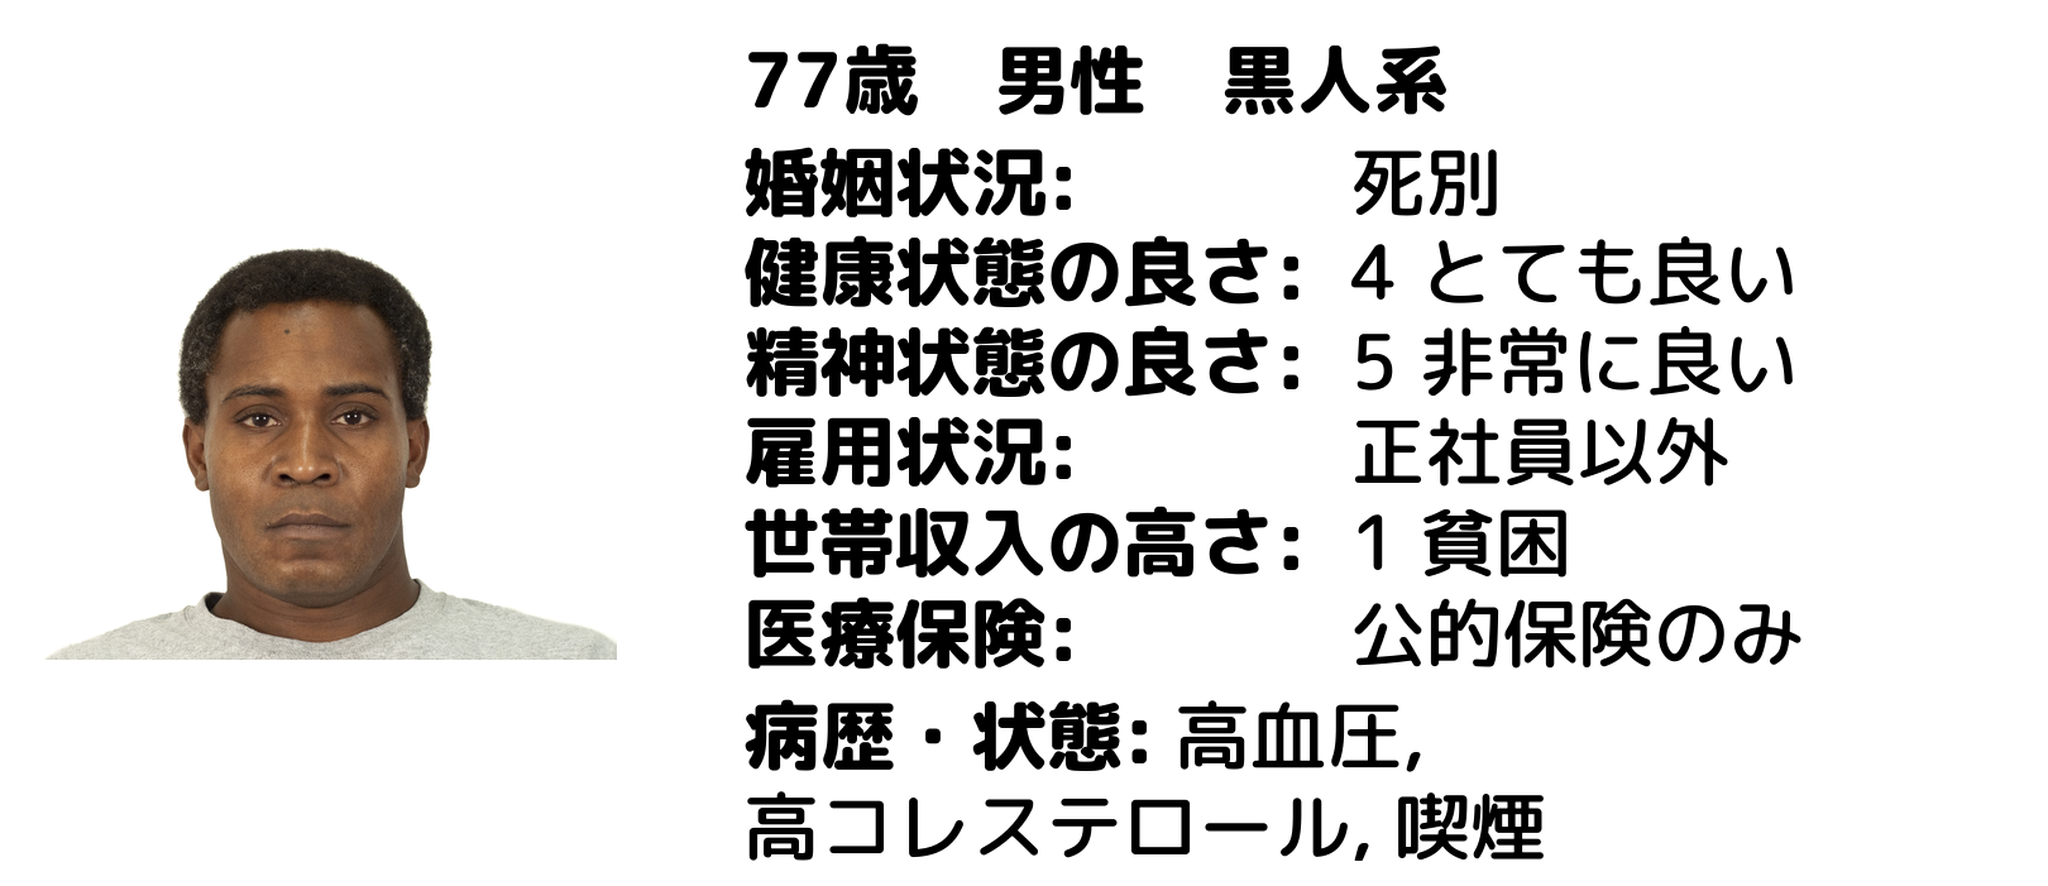 77歳　男性　黒人系
婚姻状況: 死別
健康状態の良さ: 4 とても良い
精神状態の良さ: 5 非常に良い
雇用状況: 正社員以外
世帯収入の高さ: 1 貧困
医療保険: 公的保険のみ
病歴・状態: 高血圧,
高コレステロール, 喫煙